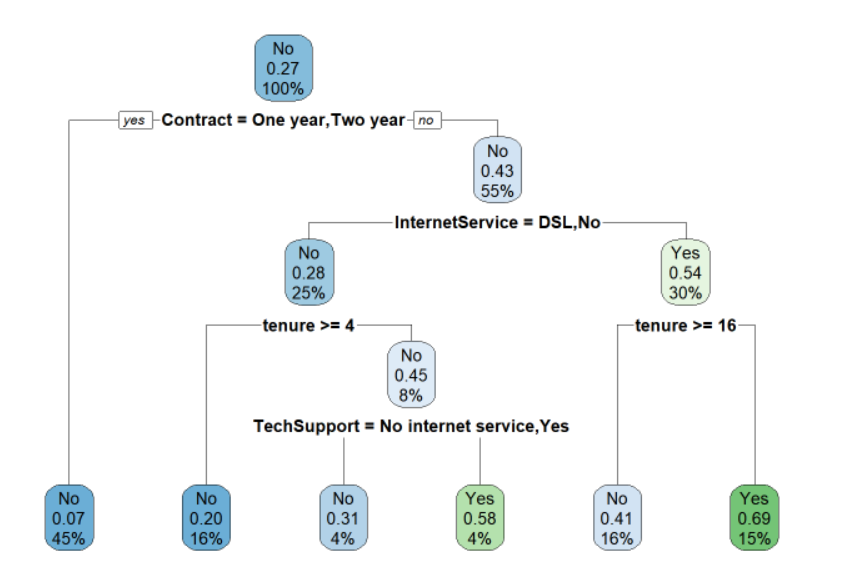 No
0.27
100%
yes Contract = One year,Two year no
No
0.43
55%
InternetService = DSL,No
No
0.28
25%
Yes
0.54
30%
tenure >= 4
tenure >= 16
No
0.45
8%
TechSupport = No internet service,Yes
No
0.07
45%
No
0.20
16%
No
0.31
4%
Yes
0.58
4%
No
0.41
16%
Yes
0.69
15%